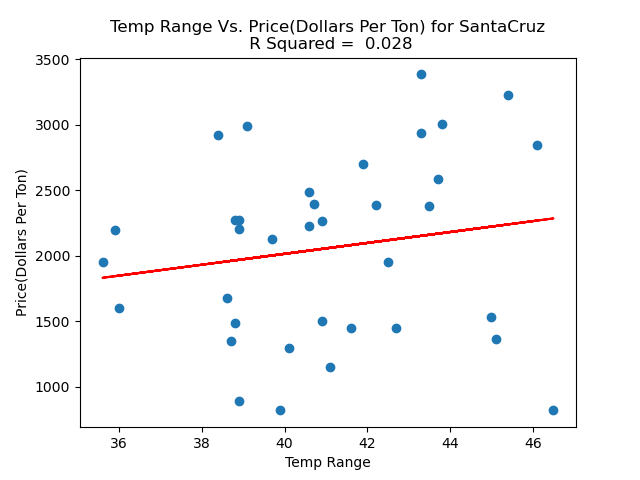 Temp Range Vs. Price(Dollars Per Ton) for SantaCruz
R Squared =  0.028
3500
3000
2500
2000
1500
1000
Price(Dollars Per Ton)
36 38 40 42 44 46
Temp Range